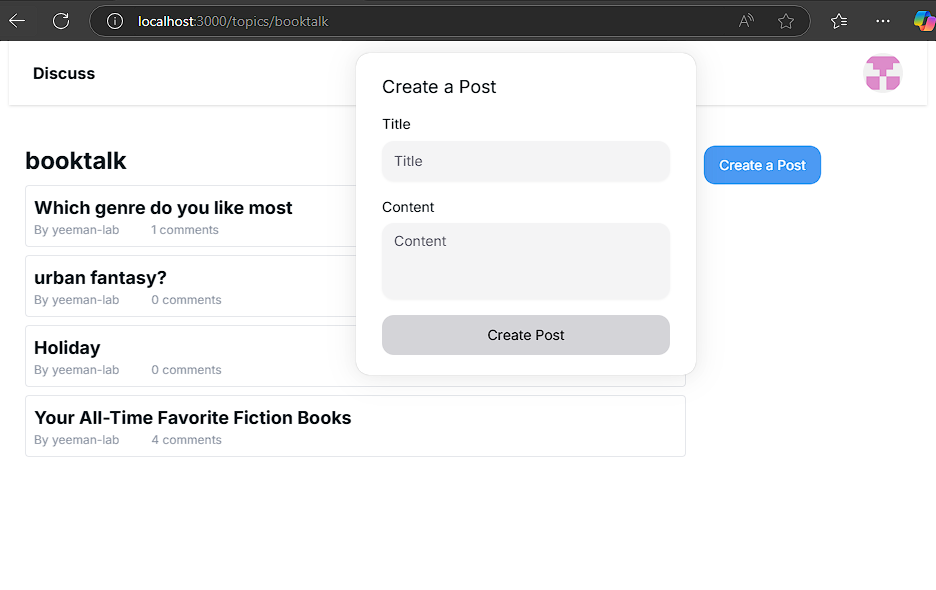 localhost:3000/topics/booktalk
Discuss
Create a Post
Title
Title
Content
Content
Create Post
booktalk
Create a Post
Which genre do you like most
By yeeman-lab 1 comments
urban fantasy?
By yeeman-lab 0 comments
Holiday
By yeeman-lab 0 comments
Your All-Time Favorite Fiction Books
By yeeman-lab 4 comments